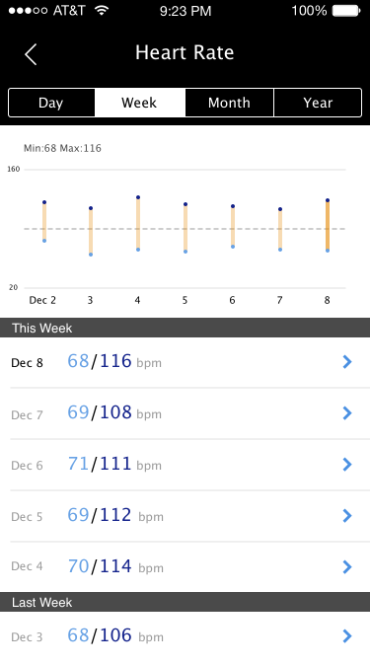 AT&T 9:23 PM 100%
Heart Rate
Day Week Month Year
Min:68 Max:116
160
20
Dec 2 3 4 5 6 7 8
This Week
Dec 8 68/116 bpm
Dec 7 69/108 bpm
Dec 6 71/111 bpm
Dec 5 69/112 bpm
Dec 4 70/114 bpm
Last Week
Dec 3 68/106 bpm